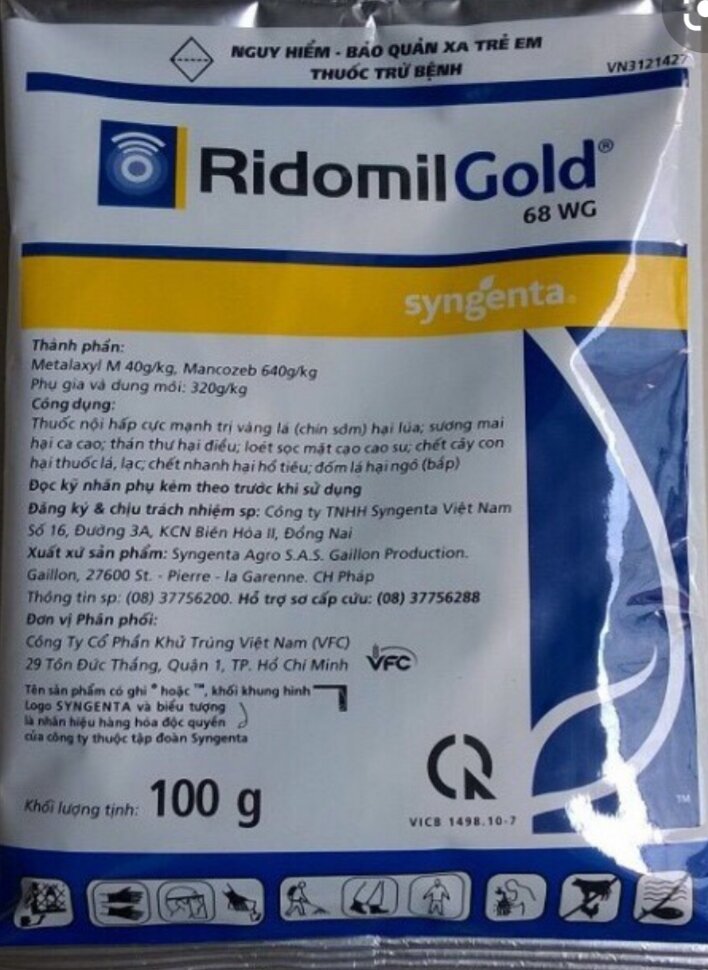 NGUY HIỂM - BẢO QUẢN XA TRẺ EM
THUỐC TRỪ BỆNH
VN3121427
Ridomil Gold®
68 WG
syngenta®
Thành phần:
Metalaxyl M 40g/kg, Mancozeb 640g/kg
Phụ gia và dung môi: 320g/kg
Công dụng:
Thuốc nội hấp cực mạnh trị vàng lá (chín sớm) hại lúa; sương mai
hại ca cao; thán thư hại điều; loét sọc mặt cạo cao su; chết cây con
hại thuốc lá, lạc; chết nhanh hại hồ tiêu; đốm lá hại ngô (bắp)
Đọc kỹ nhãn phụ kèm theo trước khi sử dụng
Đăng ký & chịu trách nhiệm sp: Công ty TNHH Syngenta Việt Nam
Số 16, Đường 3A, KCN Biên Hòa II, Đồng Nai
Xuất xứ sản phẩm: Syngenta Agro S.A.S. Gaillon Production.
Gaillon, 27600 St. - Pierre - la Garenne. CH Pháp
Thông tin sp: (08) 37756200. Hỗ trợ sơ cấp cứu: (08) 37756288
Đơn vị Phân phối:
Công Ty Cổ Phần Khử Trùng Việt Nam (VFC)
29 Tôn Đức Thắng, Quận 1, TP. Hồ Chí Minh
VFC
Tên sản phẩm có ghi ® hoặc ™, khối khung hình
Logo SYNGENTA và biểu tượng
là nhãn hiệu hàng hóa độc quyền
của công ty thuộc tập đoàn Syngenta
Khối lượng tịnh: 100 g
VICB 1498.10-7
TM